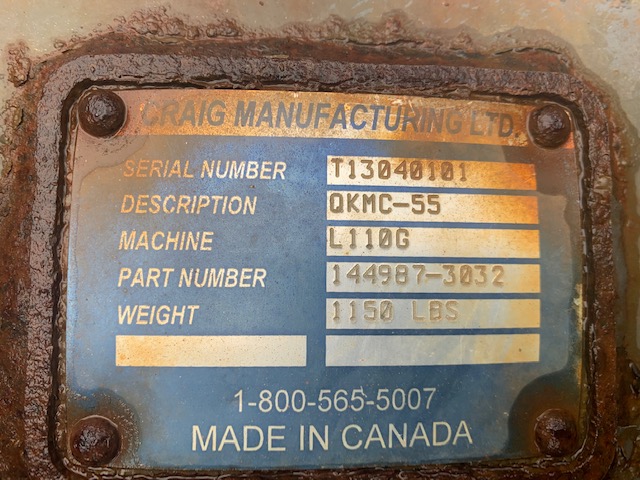 CRAIG MANUFACTURING LTD.
SERIAL NUMBER T13040101
DESCRIPTION QKMC-55
MACHINE L110G
PART NUMBER 144987-3032
WEIGHT 1150 LBS
1-800-565-5007
MADE IN CANADA